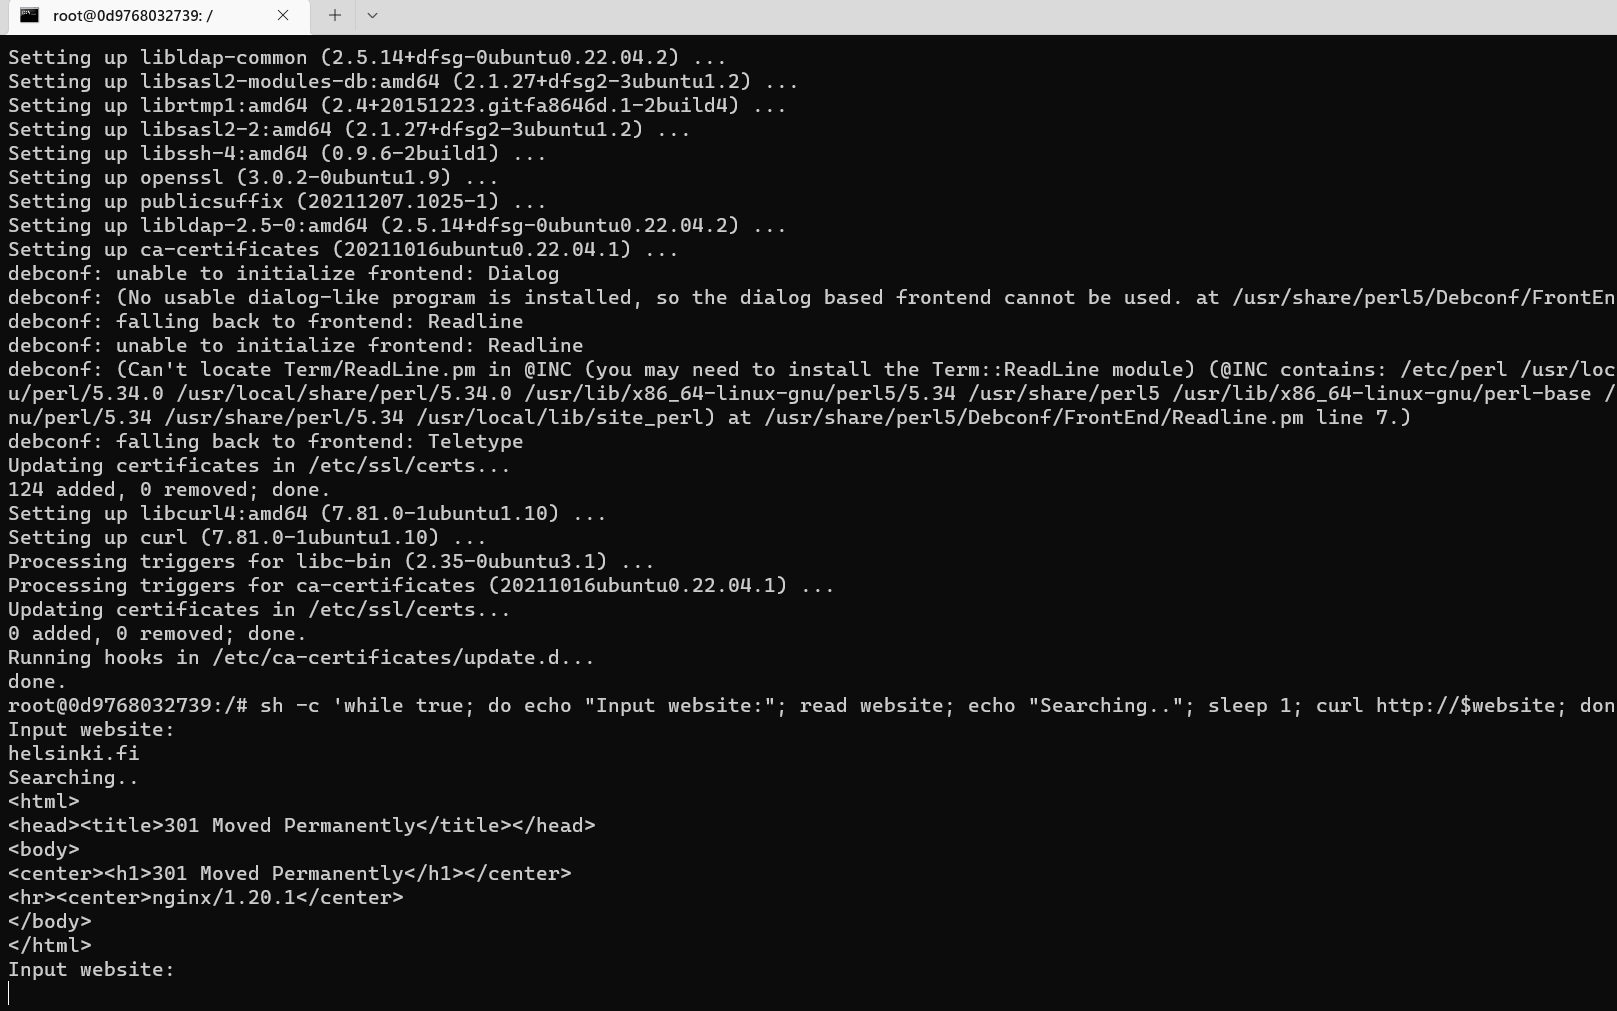 root@0d9768032739: /
Setting up libldap-common (2.5.14+dfsg-0ubuntu0.22.04.2) ...
Setting up libsasl2-modules-db:amd64 (2.1.27+dfsg2-3ubuntu1.2) ...
Setting up librtmp1:amd64 (2.4+20151223.gitfa8646d.1-2build4) ...
Setting up libsasl2-2:amd64 (2.1.27+dfsg2-3ubuntu1.2) ...
Setting up libssh-4:amd64 (0.9.6-2build1) ...
Setting up openssl (3.0.2-0ubuntu1.9) ...
Setting up publicsuffix (20211207.1025-1) ...
Setting up libldap-2.5-0:amd64 (2.5.14+dfsg-0ubuntu0.22.04.2) ...
Setting up ca-certificates (20211016ubuntu0.22.04.1) ...
debconf: unable to initialize frontend: Dialog
debconf: (No usable dialog-like program is installed, so the dialog based frontend cannot be used. at /usr/share/perl5/Debconf/FrontEn
debconf: falling back to frontend: Readline
debconf: unable to initialize frontend: Readline
debconf: (Can't locate Term/ReadLine.pm in @INC (you may need to install the Term::ReadLine module) (@INC contains: /etc/perl /usr/loc
u/perl/5.34.0 /usr/local/share/perl/5.34.0 /usr/lib/x86_64-linux-gnu/perl5/5.34 /usr/share/perl5 /usr/lib/x86_64-linux-gnu/perl-base /
nu/perl/5.34 /usr/share/perl/5.34 /usr/local/lib/site_perl) at /usr/share/perl5/Debconf/FrontEnd/Readline.pm line 7.)
debconf: falling back to frontend: Teletype
Updating certificates in /etc/ssl/certs...
124 added, 0 removed; done.
Setting up libcurl4:amd64 (7.81.0-1ubuntu1.10) ...
Setting up curl (7.81.0-1ubuntu1.10) ...
Processing triggers for libc-bin (2.35-0ubuntu3.1) ...
Processing triggers for ca-certificates (20211016ubuntu0.22.04.1) ...
Updating certificates in /etc/ssl/certs...
0 added, 0 removed; done.
Running hooks in /etc/ca-certificates/update.d...
done.
root@0d9768032739:/# sh -c 'while true; do echo "Input website:"; read website; echo "Searching.."; sleep 1; curl http://$website; don
Input website:
helsinki.fi
Searching..
<html>
<head><title>301 Moved Permanently</title></head>
<body>
<center><h1>301 Moved Permanently</h1></center>
<hr><center>nginx/1.20.1</center>
</body>
</html>
Input website: